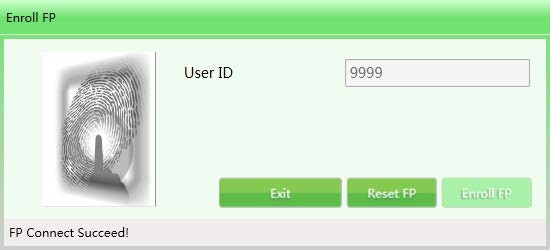 Enroll FP
User ID
9999
Exit
Reset FP
Enroll FP
FP Connect Succeed!